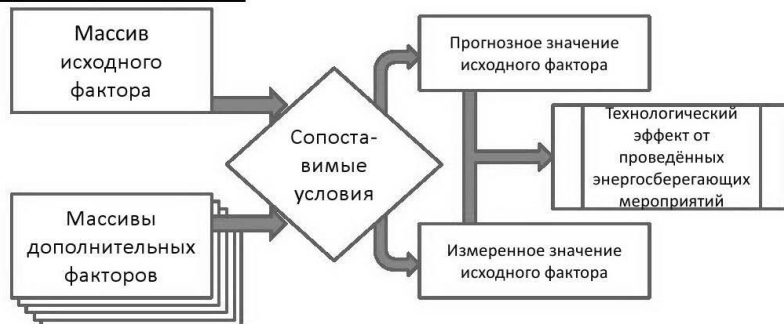 Массив
исходного
фактора
Массивы
дополнительных
факторов
Сопоста-
вимые
условия
Прогнозное значение
исходного фактора
Измеренное значение
исходного фактора
Технологический
эффект от
проведённых
энергосберегающих
мероприятий